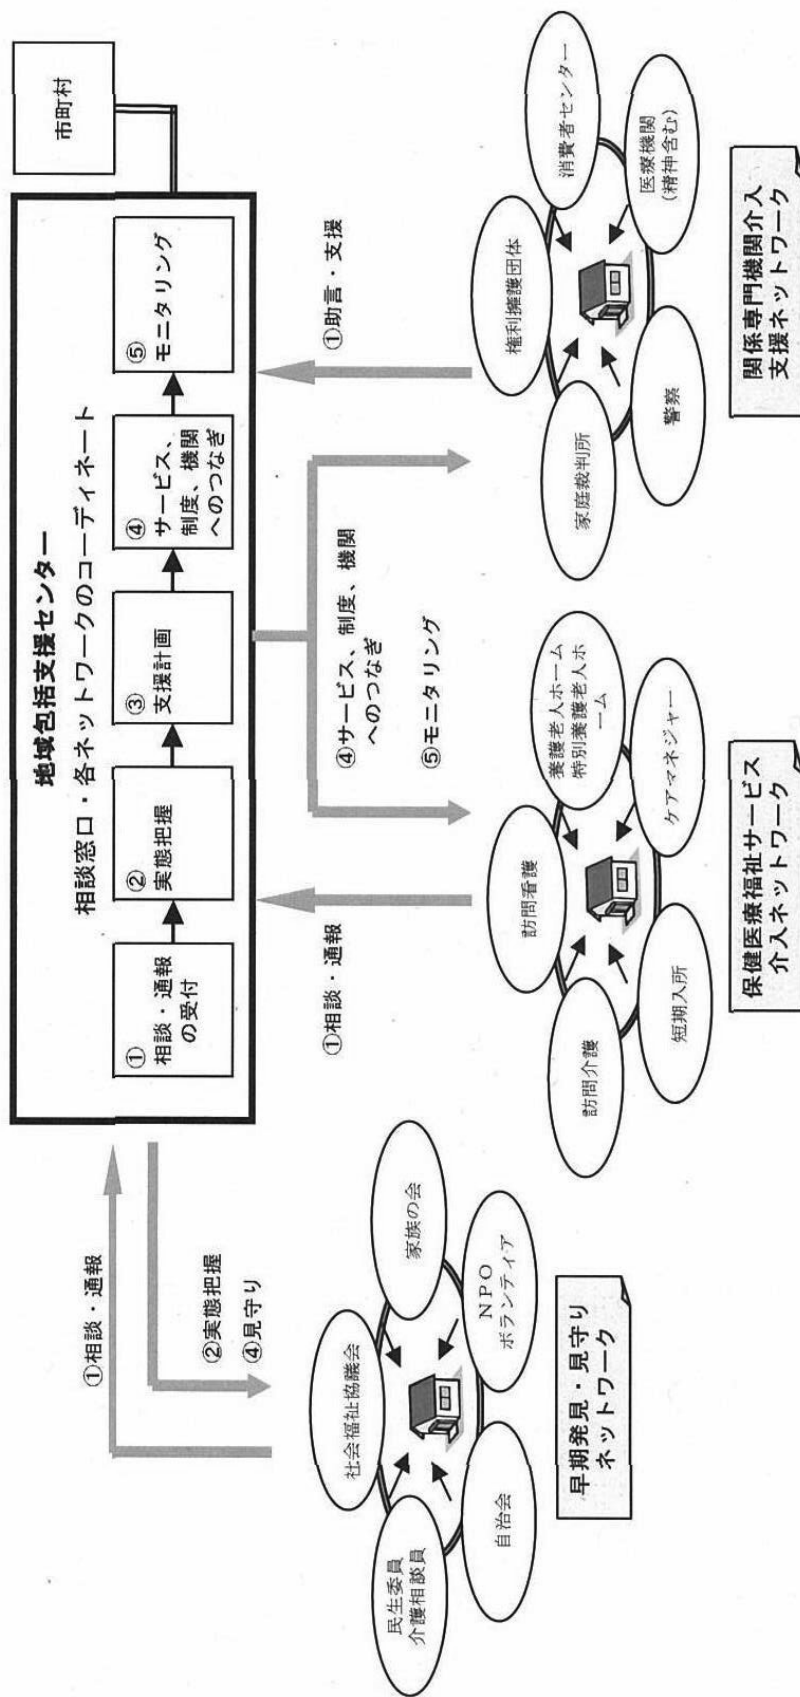 地域包括支援センター
相談窓口・各ネットワークのコーディネート
市町村
①
相談・通報
の受付
②
実態把握
③
支援計画
④
サービス、
制度、機関
へのつなぎ
⑤
モニタリング
①相談・通報
②実態把握
④見守り
①相談・通報
④サービス、制度、機関
へのつなぎ
⑤モニタリング
①助言・支援
社会福祉協議会
家族の会
民生委員
介護相談員
自治会
NPO
ボランティア
早期発見・見守り
ネットワーク
訪問看護
養護老人ホーム
特別養護老人ホ
ーム
訪問介護
短期入所
ケアマネジャー
保健医療福祉サービス
介入ネットワーク
権利擁護団体
消費者センター
家庭裁判所
警察
医療機関
(精神含む)
関係専門機関介入
支援ネットワーク